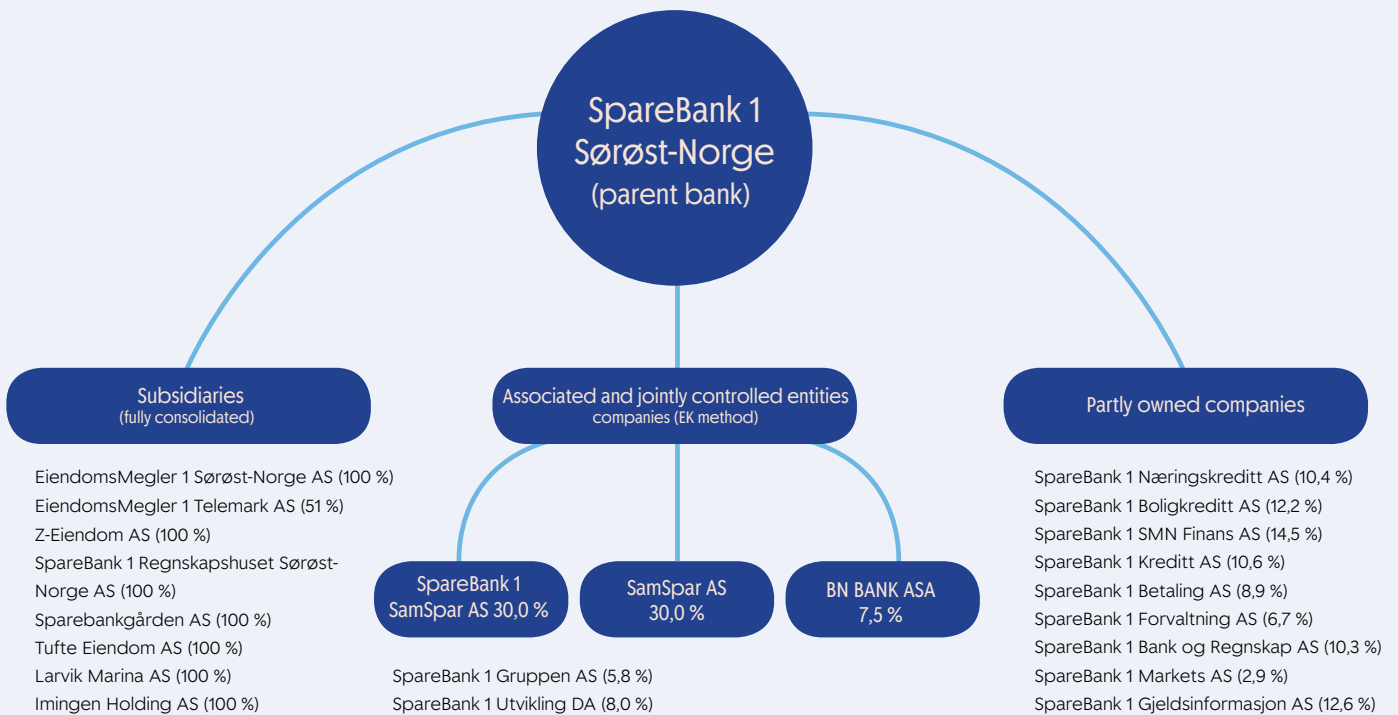 SpareBank 1
Sørøst-Norge
(parent bank)
Subsidiaries
(fully consolidated)
EiendomsMegler 1 Sørøst-Norge AS (100 %)
EiendomsMegler 1 Telemark AS (51 %)
Z-Eiendom AS (100 %)
SpareBank 1 Regnskapshuset Sørøst-
Norge AS (100 %)
Sparebankgården AS (100 %)
Tufte Eiendom AS (100 %)
Larvik Marina AS (100 %)
Imingen Holding AS (100 %)
Associated and jointly controlled entities
companies (EK method)
SpareBank 1
SamSpar AS 30,0 %
SamSpar AS
30,0 %
BN BANK ASA
7,5 %
SpareBank 1 Gruppen AS (5,8 %)
SpareBank 1 Utvikling DA (8,0 %)
Partly owned companies
SpareBank 1 Næringskreditt AS (10,4 %)
SpareBank 1 Boligkreditt AS (12,2 %)
SpareBank 1 SMN Finans AS (14,5 %)
SpareBank 1 Kreditt AS (10,6 %)
SpareBank 1 Betaling AS (8,9 %)
SpareBank 1 Forvaltning AS (6,7 %)
SpareBank 1 Bank og Regnskap AS (10,3 %)
SpareBank 1 Markets AS (2,9 %)
SpareBank 1 Gjeldsinformasjon AS (12,6 %)